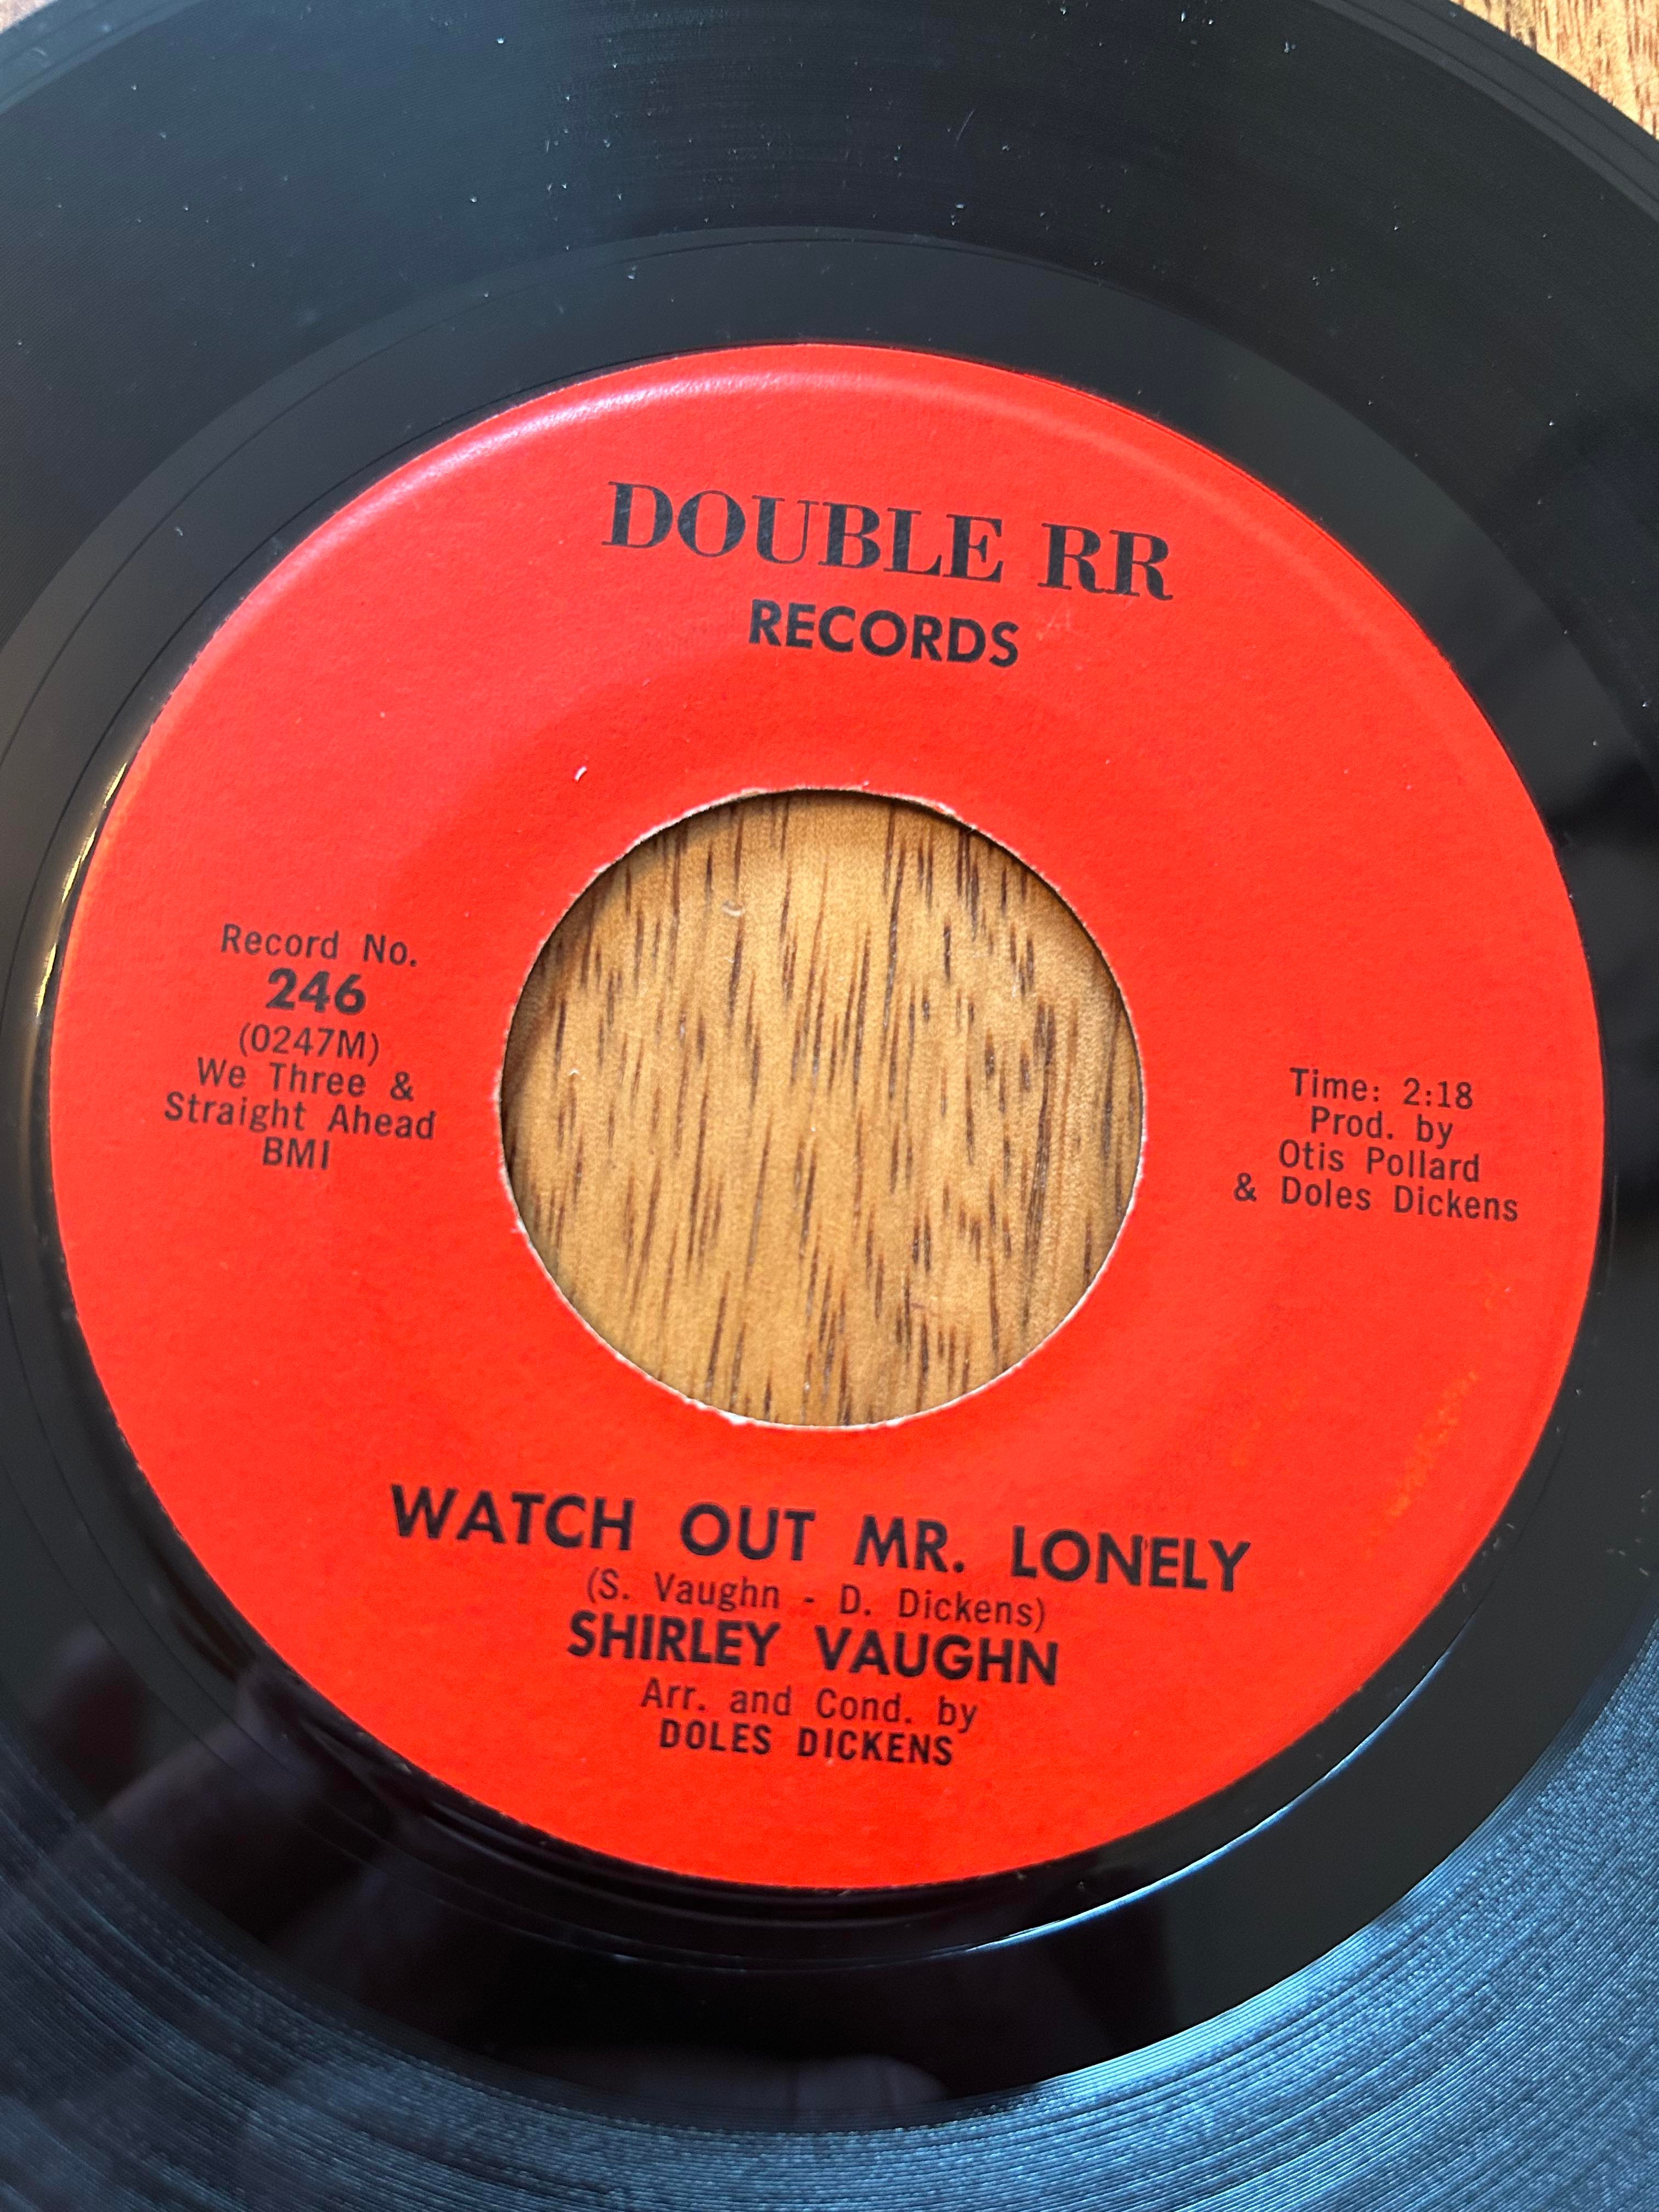 DOUBLE RR
RECORDS
Record No.
246
(0247M)
We Three &
Straight Ahead
BMI
Time: 2:18
Prod. by
Otis Pollard
& Doles Dickens
WATCH OUT MR. LONELY
(S. Vaughn - D. Dickens)
SHIRLEY VAUGHN
Arr. and Cond. by
DOLES DICKENS